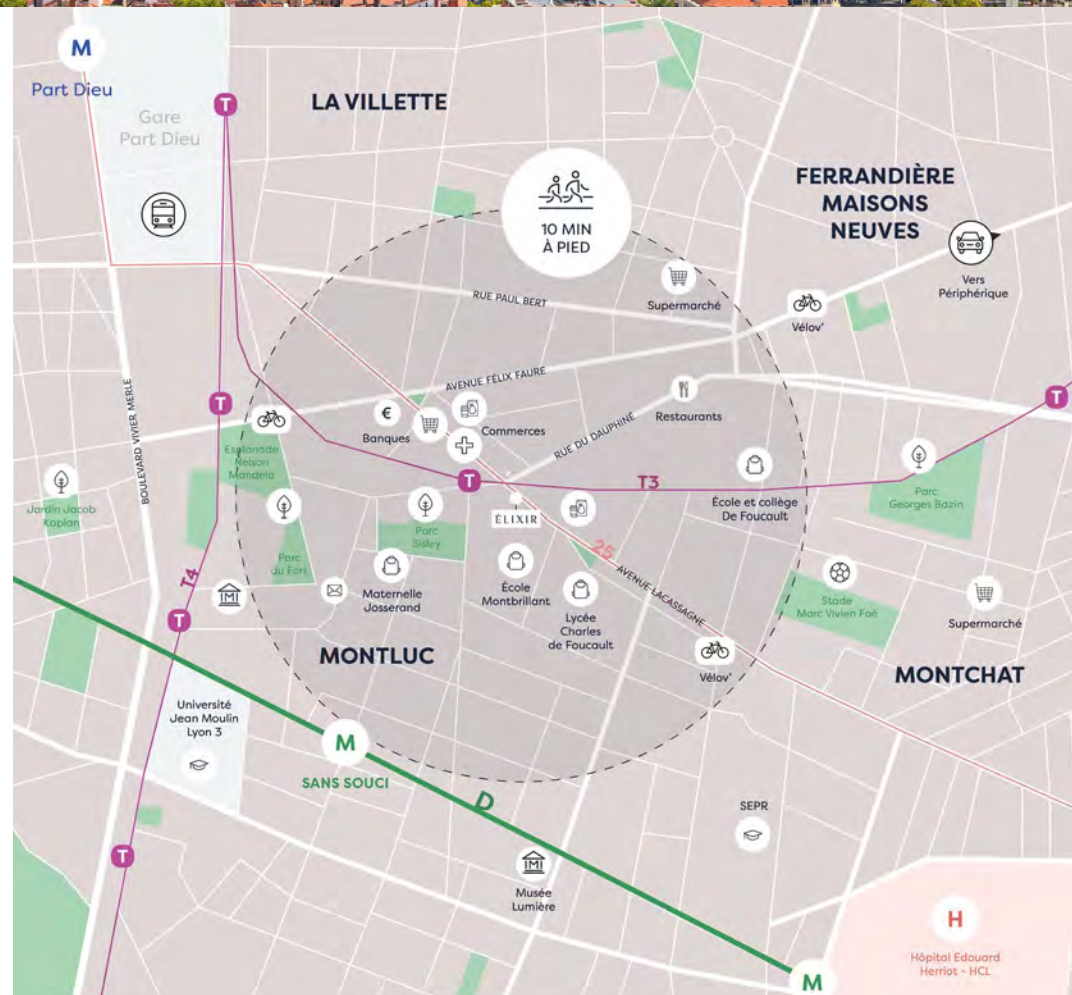 M
Part Dieu
Gare
Part Dieu
T
LA VILLETTE
10 MIN
À PIED
FERRANDIÈRE
MAISONS
NEUVES
Vers
Périphérique
RUE PAUL BERT
Supermarché
Vélov'
BOULEVARD VIVIER MERLE
T
AVENUE FÉLIX FAURE
€
Banques
Commerces
RUE DU DAUPHINÉ
Restaurants
T
Esplanade
Nelson
Mandela
T
T3
École et collège
De Foucault
Parc
Georges Bazin
Jardin Jacob
Kaplan
ÉLIXIR
Parc
Sisley
Parc
du Fort
25
AVENUE LACASSAGNE
T4
Maternelle
Josserand
École
Montbrillant
Lycée
Charles
de Foucault
Stade
Marc Vivien Foé
Supermarché
T
M
MONTLUC
Vélov'
MONTCHAT
Université
Jean Moulin
Lyon 3
M
SANS SOUCI
D
SEPR
T
M
Musée
Lumière
H
Hôpital Edouard
Herriot - HCL
M